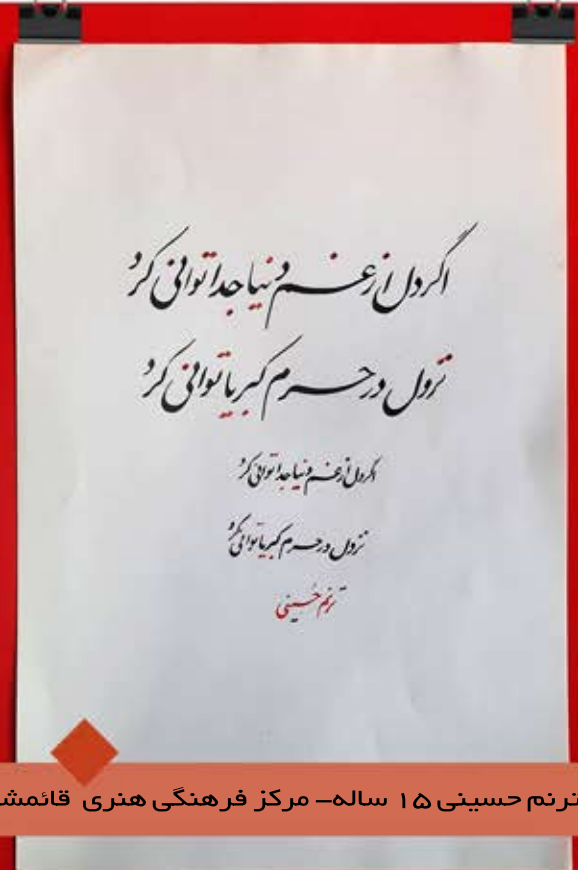 اگر دل از غم دنیا جدا توانی کرد
نزول در حرم کبریا توانی کرد
اگر دل از غم دنیا جدا توانی کرد
نزول در حرم کبریا توانی کرد
ترنم حسینی
ترنم حسینی ۱۵ ساله- مرکز فرهنگی هنری قائمش